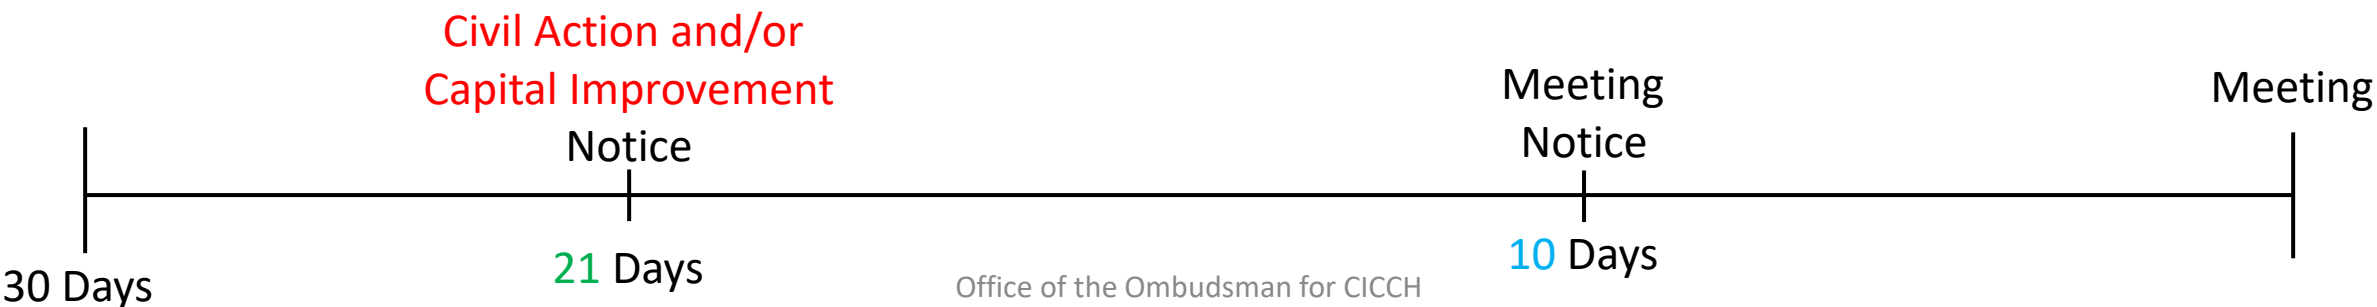 Civil Action and/or
Capital Improvement
Notice
Meeting
Notice
Meeting
30 Days
21 Days
10 Days
Office of the Ombudsman for CICCH